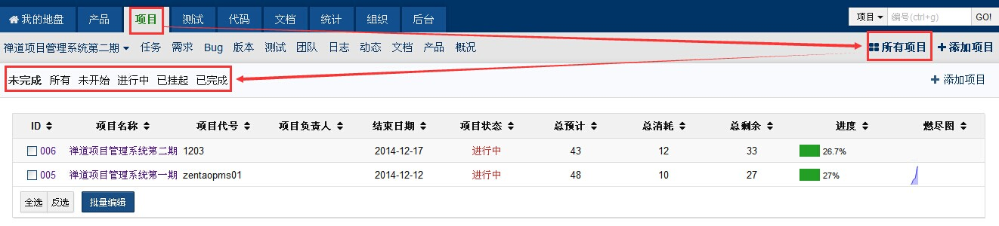 我的地盘 产品 项目 测试 代码 文档 统计 组织 后台 项目 编号(ctrl+g) GO!
禅道项目管理系统第二期 任务 需求 Bug 版本 测试 团队 日志 动态 文档 产品 概况 所有项目 添加项目
未完成 所有 未开始 进行中 已挂起 已完成 添加项目
ID 项目名称 项目代号 项目负责人 结束日期 项目状态 总预计 总消耗 总剩余 进度 燃尽图
006 禅道项目管理系统第二期 1203 2014-12-17 进行中 43 12 33 26.7%
005 禅道项目管理系统第一期 zentaopms01 2014-12-12 进行中 48 10 27 27%
全选 反选 批量编辑